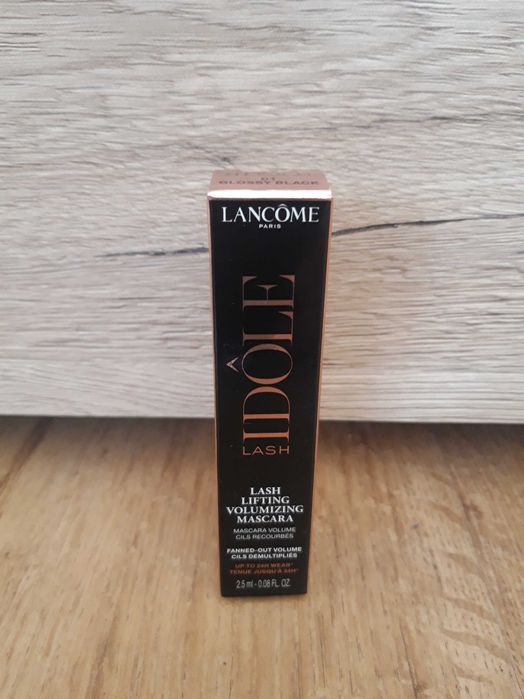 01
GLOSSY BLACK
LANCÔME
PARIS
IDÔLE
LASH
LASH
LIFTING
VOLUMIZING
MASCARA
MASCARA VOLUME
CILS RECOURBÉS
FANNED-OUT VOLUME
CILS DÉMULTIPLIÉS
UP TO 24H WEAR*
TENUE JUSQU'À 24H*
2.5 ml - 0.08 FL. OZ.